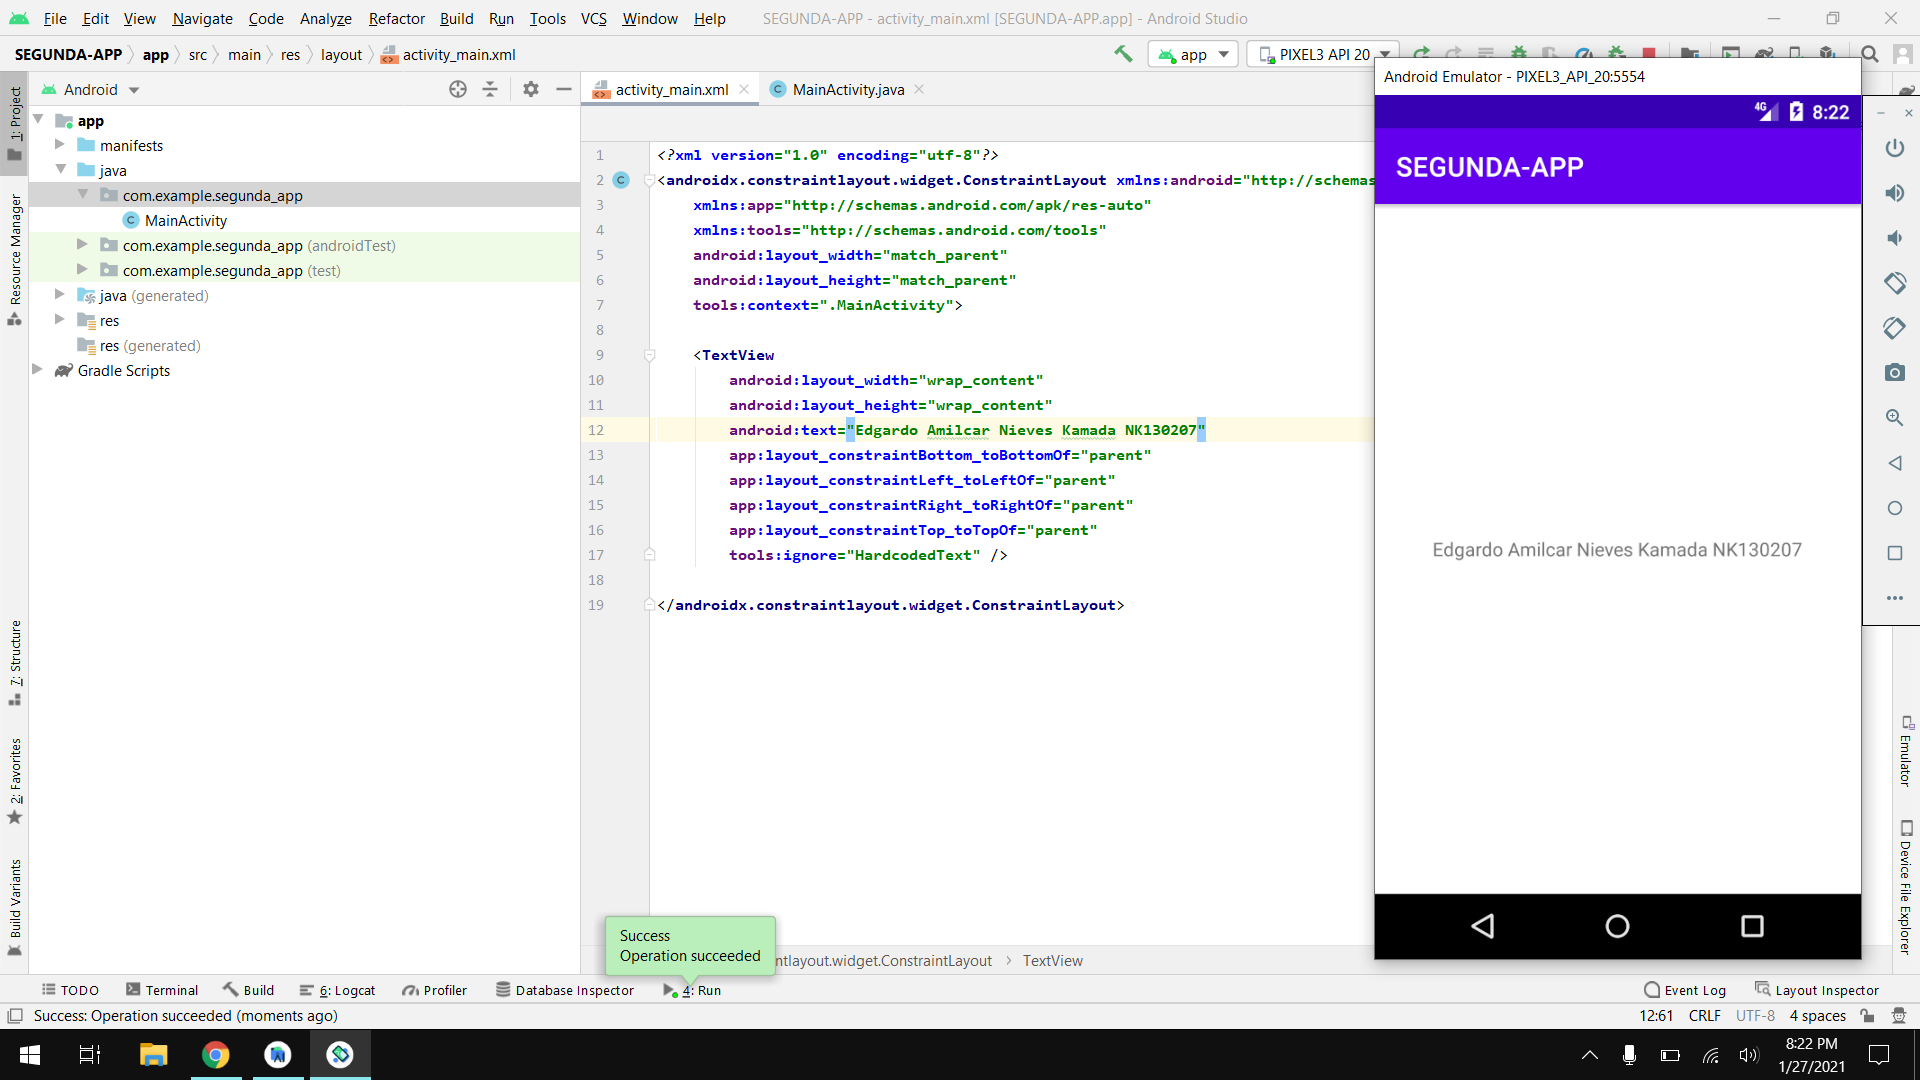 File Edit View Navigate Code Analyze Refactor Build Run Tools VCS Window Help SEGUNDA-APP - activity_main.xml [SEGUNDA-APP.app] - Android Studio
SEGUNDA-APP app src main res layout activity_main.xml app PIXEL3 API 20
Android
activity_main.xml MainActivity.java
app
manifests
java
com.example.segunda_app
MainActivity
com.example.segunda_app (androidTest)
com.example.segunda_app (test)
java (generated)
res
res (generated)
Gradle Scripts
1: Project
Resource Manager
7: Structure
2: Favorites
Build Variants
1 <?xml version="1.0" encoding="utf-8"?>
2 <androidx.constraintlayout.widget.ConstraintLayout xmlns:android="http://schemas
3 xmlns:app="http://schemas.android.com/apk/res-auto"
4 xmlns:tools="http://schemas.android.com/tools"
5 android:layout_width="match_parent"
6 android:layout_height="match_parent"
7 tools:context=".MainActivity">
8
9 <TextView
10 android:layout_width="wrap_content"
11 android:layout_height="wrap_content"
12 android:text="Edgardo Amilcar Nieves Kamada NK130207"
13 app:layout_constraintBottom_toBottomOf="parent"
14 app:layout_constraintLeft_toLeftOf="parent"
15 app:layout_constraintRight_toRightOf="parent"
16 app:layout_constraintTop_toTopOf="parent"
17 tools:ignore="HardcodedText" />
18
19 </androidx.constraintlayout.widget.ConstraintLayout>
Android Emulator - PIXEL3_API_20:5554
4G 8:22
SEGUNDA-APP
Edgardo Amilcar Nieves Kamada NK130207
Emulator
Device File Explorer
Success
Operation succeeded
ntlayout.widget.ConstraintLayout TextView
TODO Terminal Build 6: Logcat Profiler Database Inspector 4: Run Event Log Layout Inspector
Success: Operation succeeded (moments ago) 12:61 CRLF UTF-8 4 spaces
8:22 PM
1/27/2021